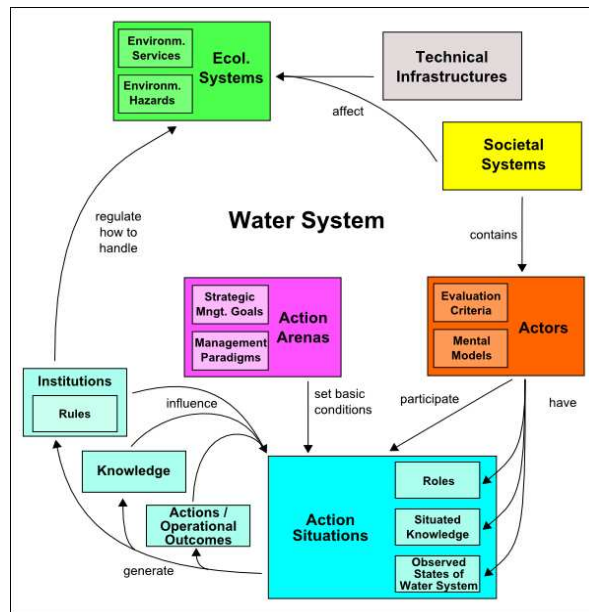 Environm.
Services
Environm.
Hazards
Ecol.
Systems
Technical
Infrastructures
affect
Societal
Systems
regulate
how to
handle
Water System
contains
Strategic
Mngt. Goals
Management
Paradigms
Action
Arenas
Evaluation
Criteria
Mental
Models
Actors
Institutions
Rules
influence
set basic
conditions
participate
have
Knowledge
Actions /
Operational
Outcomes
generate
Action
Situations
Roles
Situated
Knowledge
Observed
States of
Water System